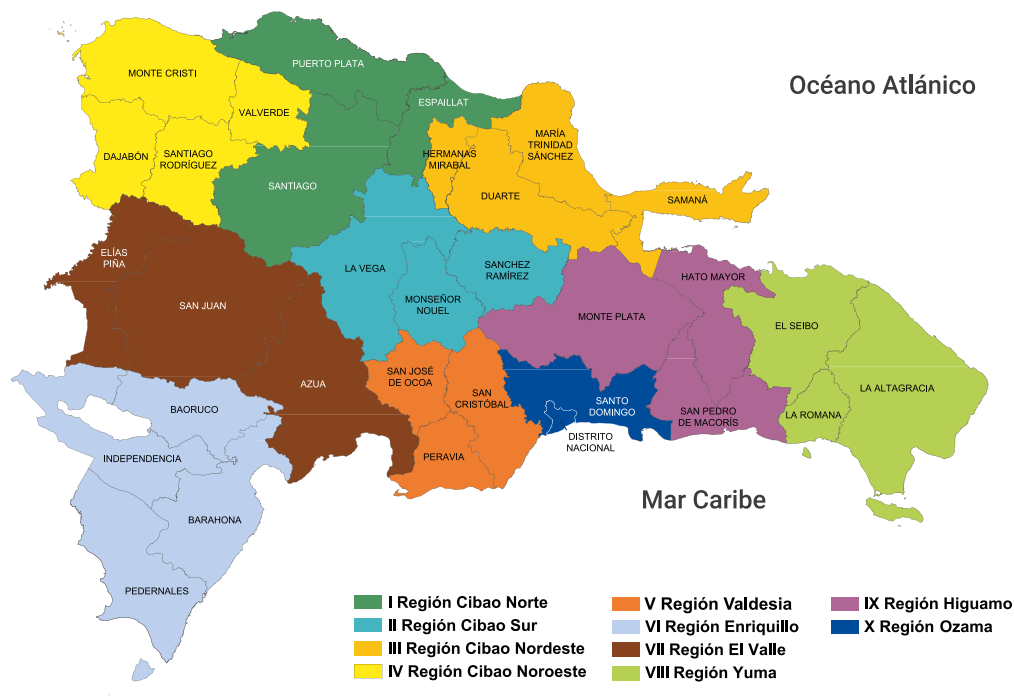 PUERTO PLATA
MONTE CRISTI
Océano Atlánico
ESPAILLAT
VALVERDE
MARÍA
TRINIDAD
SÁNCHEZ
DAJABÓN
SANTIAGO
RODRÍGUEZ
HERMANAS
MIRABAL
SANTIAGO
DUARTE
SAMANÁ
ELÍAS
PIÑA
LA VEGA
SANCHEZ
RAMÍREZ
HATO MAYOR
SAN JUAN
MONSEÑOR
NOUEL
MONTE PLATA
EL SEIBO
SAN JOSÉ
DE OCOA
AZUA
LA ALTAGRACIA
SAN
CRISTÓBAL
SANTO
DOMINGO
BAORUCO
SAN PEDRO
DE MACORÍS
LA ROMANA
DISTRITO
NACIONAL
INDEPENDENCIA
PERAVIA
Mar Caribe
BARAHONA
PEDERNALES
I Región Cibao Norte
II Región Cibao Sur
III Región Cibao Nordeste
IV Región Cibao Noroeste
V Región Valdesia
VI Región Enriquillo
VII Región El Valle
VIII Región Yuma
IX Región Higuamo
X Región Ozama